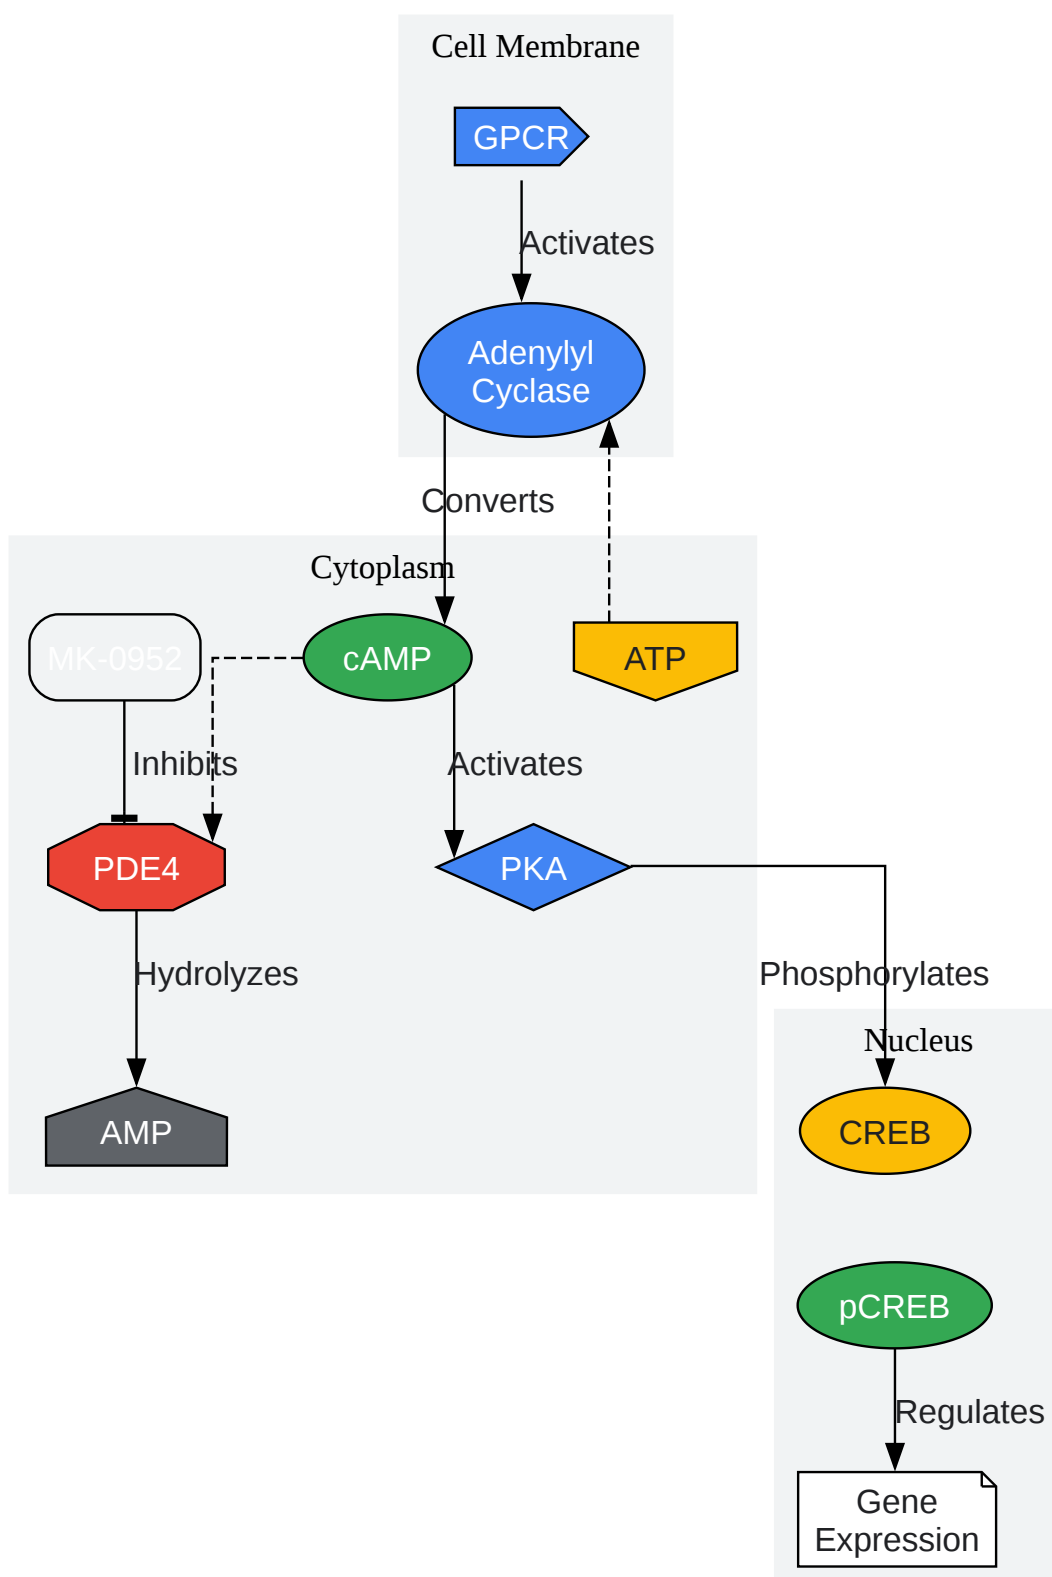 Cell Membrane
GPCR
Activates
Adenylyl
Cyclase
Converts
Cytoplasm
MK-0952
cAMP
ATP
Inhibits
Activates
PDE4
PKA
Hydrolyzes
Phosphorylates
Nucleus
AMP
CREB
pCREB
Regulates
Gene
Expression